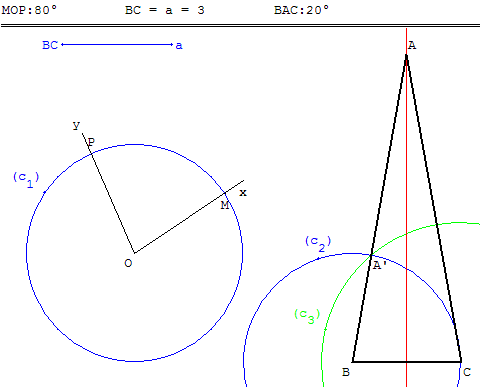 MOP:80° BC = a = 3 BAC:20°
BC a
A
y
P
(c1)
x
M
(c2)
O
A'
(c3)
B C